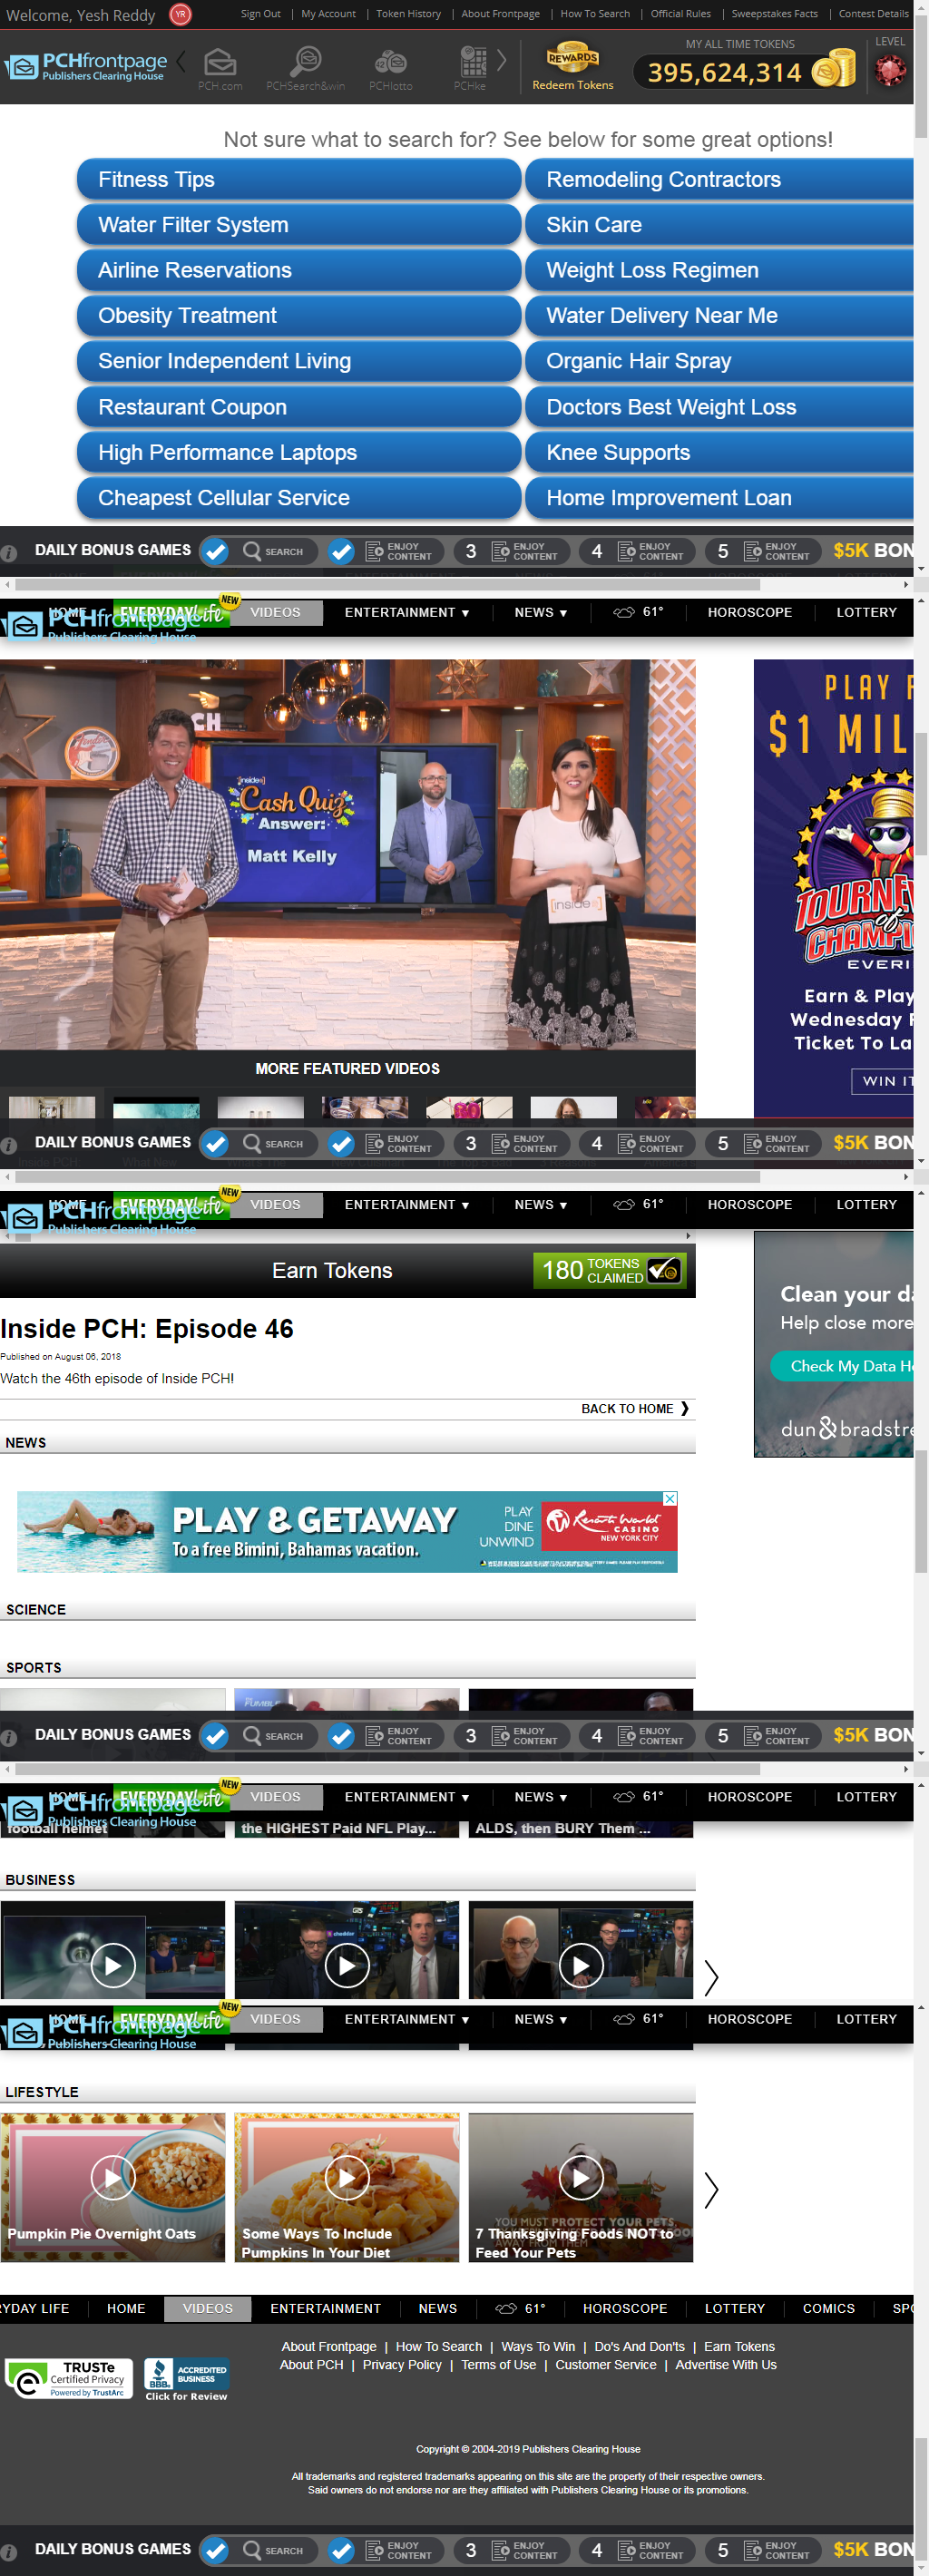 Welcome, Yesh Reddy YR Sign Out | My Account | Token History | About Frontpage | How To Search | Official Rules | Sweepstakes Facts | Contest Details
PCHfrontpage
Publishers Clearing House
PCH.com PCHSearch&win PCHlotto PCHke
REWARDS
Redeem Tokens
MY ALL TIME TOKENS
395,624,314
LEVEL
Not sure what to search for? See below for some great options!
Fitness Tips Remodeling Contractors
Water Filter System Skin Care
Airline Reservations Weight Loss Regimen
Obesity Treatment Water Delivery Near Me
Senior Independent Living Organic Hair Spray
Restaurant Coupon Doctors Best Weight Loss
High Performance Laptops Knee Supports
Cheapest Cellular Service Home Improvement Loan
DAILY BONUS GAMES SEARCH ENJOY CONTENT 3 ENJOY CONTENT 4 ENJOY CONTENT 5 ENJOY CONTENT $5K BON
HOME EVERYDAY life NEW VIDEOS ENTERTAINMENT ▼ NEWS ▼ 61° HOROSCOPE LOTTERY
PCHfrontpage
Publishers Clearing House
CH
inside
Cash Quiz
Answer:
Matt Kelly
inside
PLAY F
$1 MIL
TOURNEY
of
CHAMPI
EVERI
Earn & Play
Wednesday F
Ticket To La
WIN IT
MORE FEATURED VIDEOS
Inside PCH: What Now
DAILY BONUS GAMES SEARCH ENJOY CONTENT 3 ENJOY CONTENT 4 ENJOY CONTENT 5 ENJOY CONTENT $5K BON
HOME EVERYDAY life NEW VIDEOS ENTERTAINMENT ▼ NEWS ▼ 61° HOROSCOPE LOTTERY
PCHfrontpage
Publishers Clearing House
Earn Tokens
180 TOKENS CLAIMED
Inside PCH: Episode 46
Published on August 06, 2018
Watch the 46th episode of Inside PCH!
BACK TO HOME ❯
Clean your da
Help close more
Check My Data He
dun & bradstre
NEWS
PLAY & GETAWAY
To a free Bimini, Bahamas vacation.
PLAY
DINE
UNWIND
Resorts World
CASINO
NEW YORK CITY
SCIENCE
SPORTS
DAILY BONUS GAMES SEARCH ENJOY CONTENT 3 ENJOY CONTENT 4 ENJOY CONTENT 5 ENJOY CONTENT $5K BON
HOME EVERYDAY life NEW VIDEOS ENTERTAINMENT ▼ NEWS ▼ 61° HOROSCOPE LOTTERY
PCHfrontpage
Publishers Clearing House
football helmet the HIGHEST Paid NFL Play... ALDS, then BURY Them ...
BUSINESS
HOME EVERYDAY life NEW VIDEOS ENTERTAINMENT ▼ NEWS ▼ 61° HOROSCOPE LOTTERY
PCHfrontpage
Publishers Clearing House
LIFESTYLE
YOU MUST PROTECT YOUR PETS,
AWAY FROM THEM
Pumpkin Pie Overnight Oats
Some Ways To Include
Pumpkins In Your Diet
7 Thanksgiving Foods NOT to
Feed Your Pets
RYDAY LIFE HOME VIDEOS ENTERTAINMENT NEWS 61° HOROSCOPE LOTTERY COMICS SPO
About Frontpage | How To Search | Ways To Win | Do's And Don'ts | Earn Tokens
About PCH | Privacy Policy | Terms of Use | Customer Service | Advertise With Us
TRUSTe
Certified Privacy
Powered by TrustArc
BBB
ACCREDITED
BUSINESS
Click for Review
Copyright © 2004-2019 Publishers Clearing House
All trademarks and registered trademarks appearing on this site are the property of their respective owners.
Said owners do not endorse nor are they affiliated with Publishers Clearing House or its promotions.
DAILY BONUS GAMES SEARCH ENJOY CONTENT 3 ENJOY CONTENT 4 ENJOY CONTENT 5 ENJOY CONTENT $5K BON